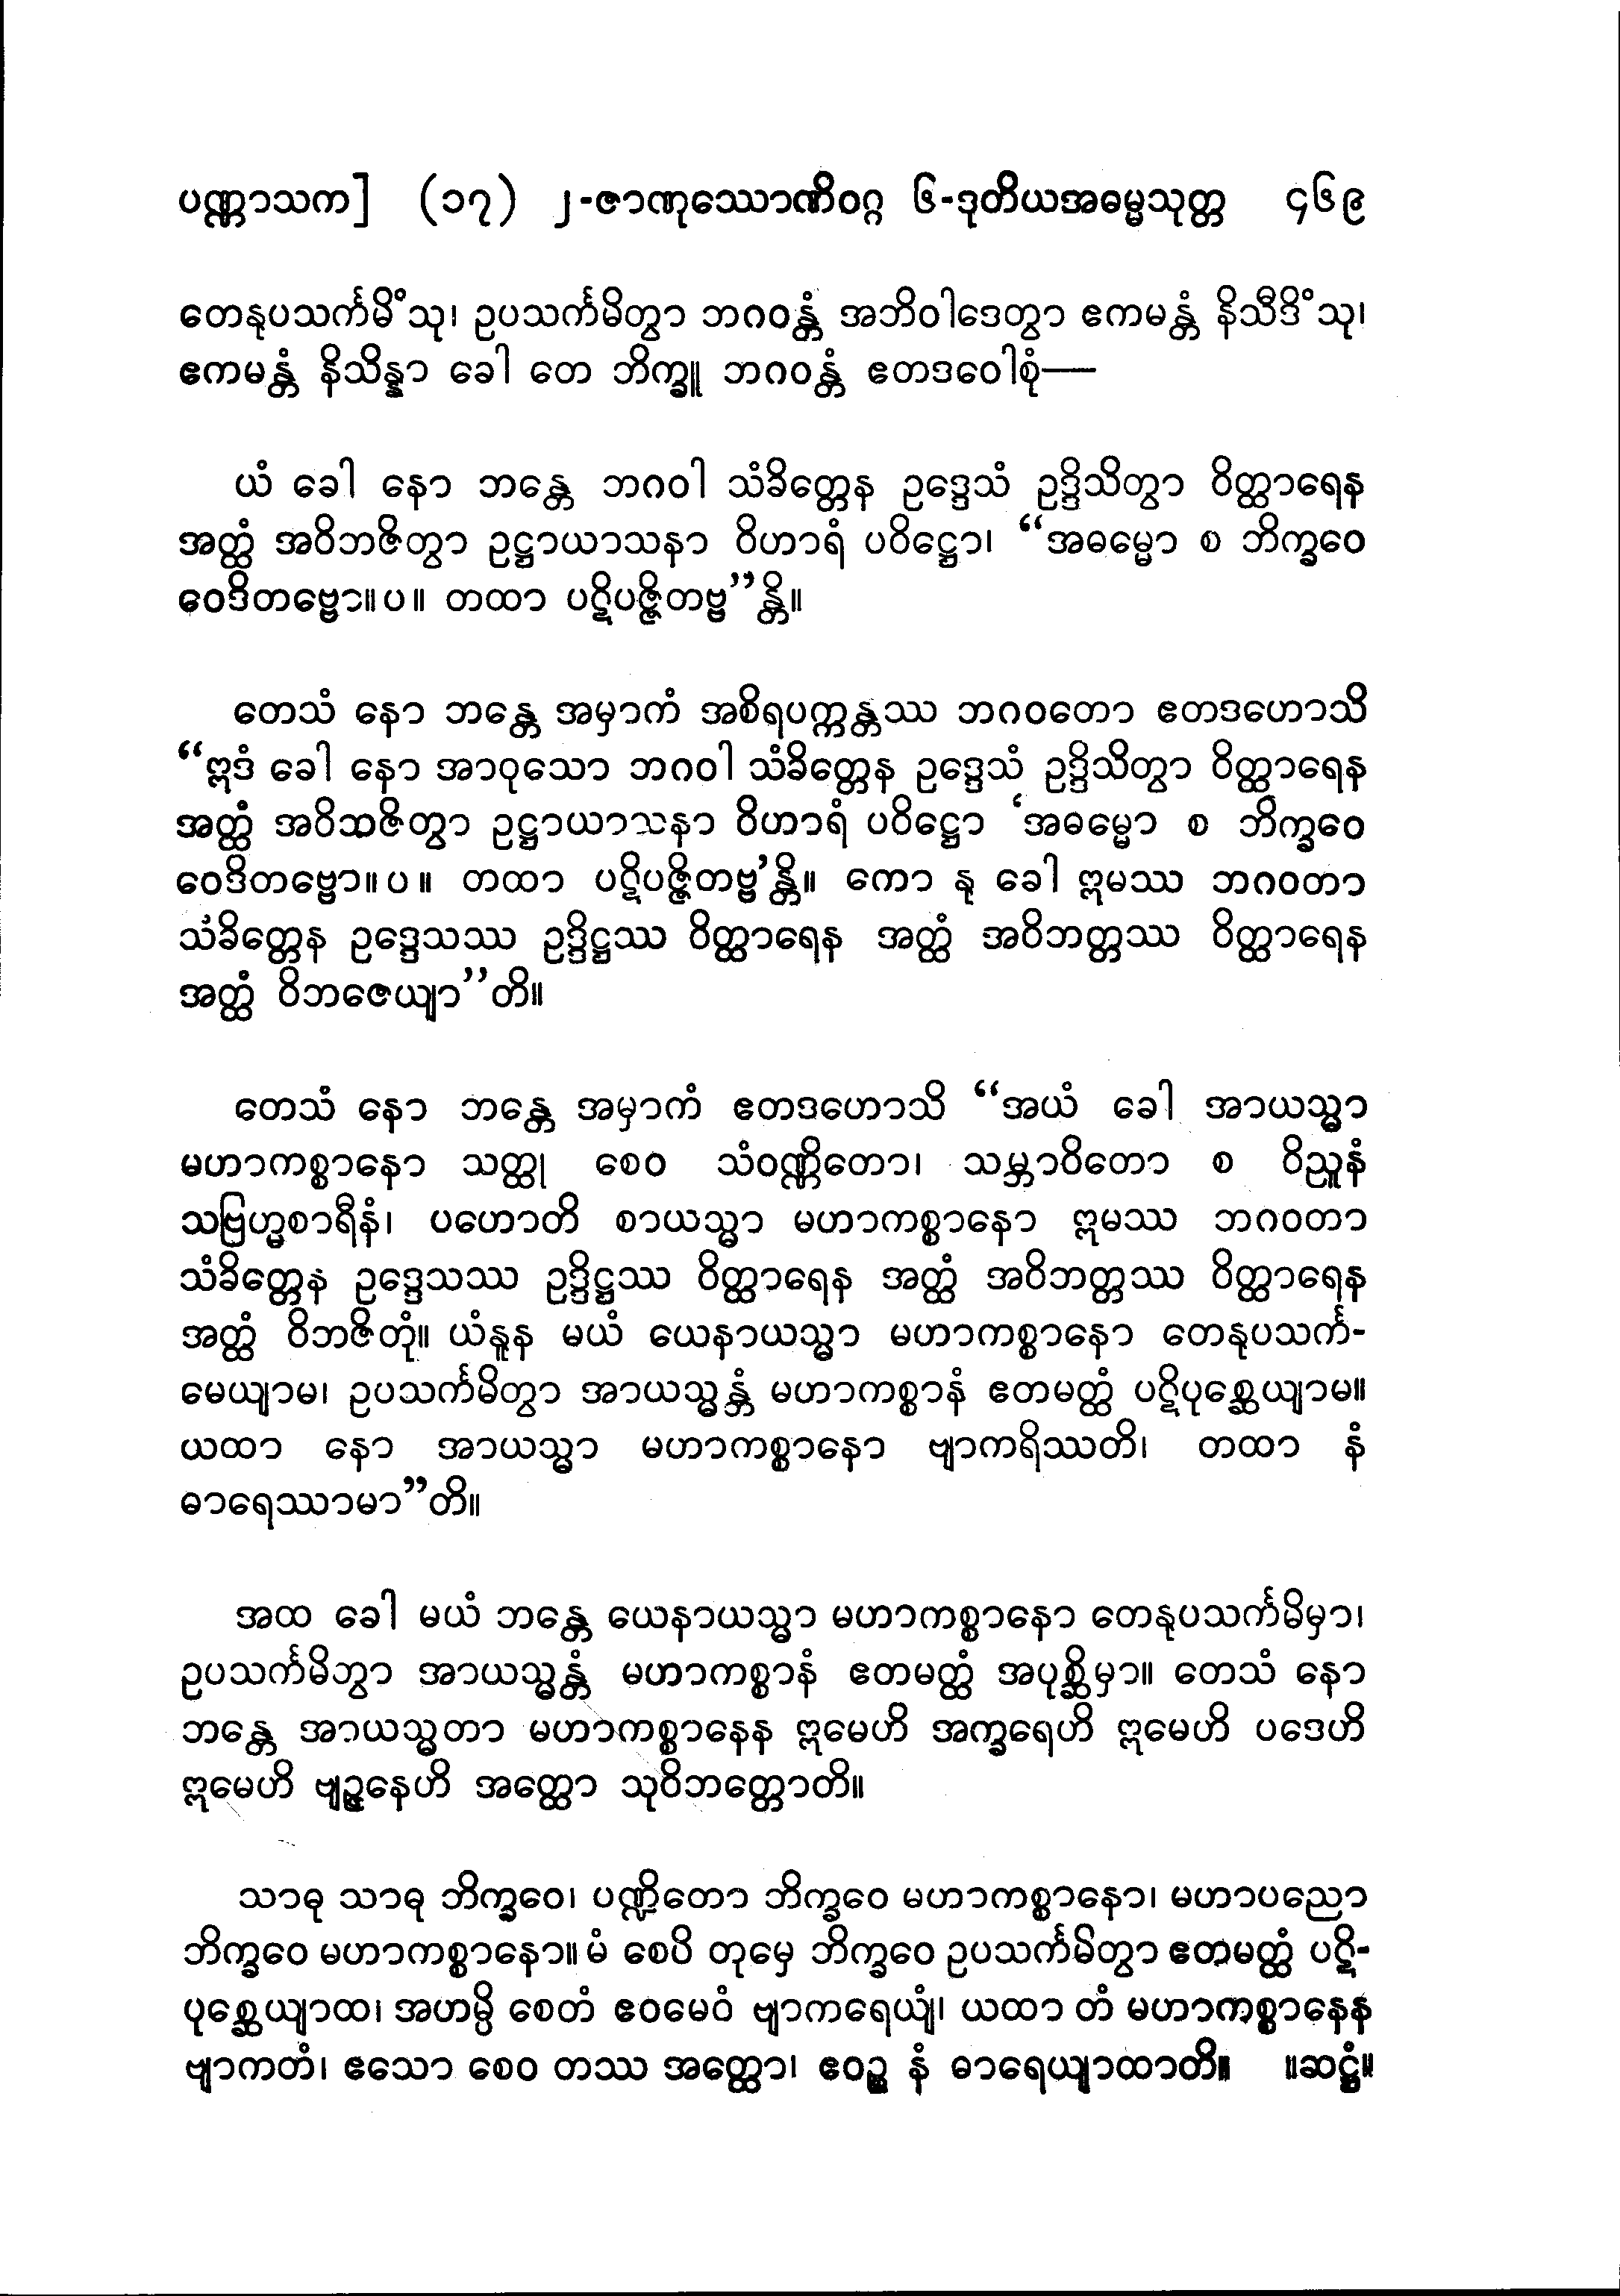 ပဏ္ဏာသက] (၁၇) ၂-ဇာဏုဿောဏိဝဂ္ဂ ၆-ဒုတိယအဓမ္မသုတ္တ ၄၆၉
တေနုပသင်္ကမိံသု၊ ဥပသင်္ကမိတွာ ဘဂဝန္တံ အဘိဝါဒေတွာ ဧကမန္တံ နိသီဒိံသု၊
ဧကမန္တံ နိသိန္နာ ခေါ တေ ဘိက္ခူ ဘဂဝန္တံ ဧတဒဝေါစုံ—
ယံ ခေါ နော ဘန္တေ ဘဂဝါ သံခိတ္တေန ဥဒ္ဒေသံ ဥဒ္ဒိသိတွာ ဝိတ္ထာရေန
အတ္ထံ အဝိဘဇိတွာ ဥဋ္ဌာယာသနာ ဝိဟာရံ ပဝိဋ္ဌော၊ “အဓမ္မော စ ဘိက္ခဝေ
ဝေဒိတဗ္ဗော။ပ။ တထာ ပဋိပဇ္ဇိတဗ္ဗ”န္တိ။
တေသံ နော ဘန္တေ အမှာကံ အစိရပက္ကန္တဿ ဘဂဝတော ဧတဒဟောသိ
“ဣဒံ ခေါ နော အာဝုသော ဘဂဝါ သံခိတ္တေန ဥဒ္ဒေသံ ဥဒ္ဒိသိတွာ ဝိတ္ထာရေန
အတ္ထံ အဝိဘဇိတွာ ဥဋ္ဌာယာသနာ ဝိဟာရံ ပဝိဋ္ဌော ‘အဓမ္မော စ ဘိက္ခဝေ
ဝေဒိတဗ္ဗော။ပ။ တထာ ပဋိပဇ္ဇိတဗ္ဗ’န္တိ။ ကော နု ခေါ ဣမဿ ဘဂဝတာ
သံခိတ္တေန ဥဒ္ဒေသဿ ဥဒ္ဒိဋ္ဌဿ ဝိတ္ထာရေန အတ္ထံ အဝိဘတ္တဿ ဝိတ္ထာရေန
အတ္ထံ ဝိဘဇေယျာ”တိ။
တေသံ နော ဘန္တေ အမှာကံ ဧတဒဟောသိ “အယံ ခေါ အာယသ္မာ
မဟာကစ္စာနော သတ္ထု စေဝ သံဝဏ္ဏိတော၊ သမ္ဘာဝိတော စ ဝိညူနံ
သဗြဟ္မစာရီနံ၊ ပဟောတိ စာယသ္မာ မဟာကစ္စာနော ဣမဿ ဘဂဝတာ
သံခိတ္တေန ဥဒ္ဒေသဿ ဥဒ္ဒိဋ္ဌဿ ဝိတ္ထာရေန အတ္ထံ အဝိဘတ္တဿ ဝိတ္ထာရေန
အတ္ထံ ဝိဘဇိတုံ။ ယံနူန မယံ ယေနာယသ္မာ မဟာကစ္စာနော တေနုပသင်္က-
မေယျာမ၊ ဥပသင်္ကမိတွာ အာယသ္မန္တံ မဟာကစ္စာနံ ဧတမတ္ထံ ပဋိပုစ္ဆေယျာမ။
ယထာ နော အာယသ္မာ မဟာကစ္စာနော ဗျာကရိဿတိ၊ တထာ နံ
ဓာရေဿာမာ”တိ။
အထ ခေါ မယံ ဘန္တေ ယေနာယသ္မာ မဟာကစ္စာနော တေနုပသင်္ကမိမှာ၊
ဥပသင်္ကမိတွာ အာယသ္မန္တံ မဟာကစ္စာနံ ဧတမတ္ထံ အပုစ္ဆိမှာ။ တေသံ နော
ဘန္တေ အာယသ္မတာ မဟာကစ္စာနေန ဣမေဟိ အက္ခရေဟိ ဣမေဟိ ပဒေဟိ
ဣမေဟိ ဗျဉ္ဇနေဟိ အတ္ထော သုဝိဘတ္တောတိ။
သာဓု သာဓု ဘိက္ခဝေ၊ ပဏ္ဍိတော ဘိက္ခဝေ မဟာကစ္စာနော၊ မဟာပညော
ဘိက္ခဝေ မဟာကစ္စာနော။ မံ စေပိ တုမှေ ဘိက္ခဝေ ဥပသင်္ကမိတွာ ဧတမတ္ထံ ပဋိ-
ပုစ္ဆေယျာထ၊ အဟမ္ပိ စေတံ ဧဝမေဝံ ဗျာကရေယျံ၊ ယထာ တံ မဟာကစ္စာနေန
ဗျာကတံ၊ ဧသော စေဝ တဿ အတ္ထော၊ ဧဝဉ္စ နံ ဓာရေယျာထာတိ။ ။ဆဋ္ဌံ။